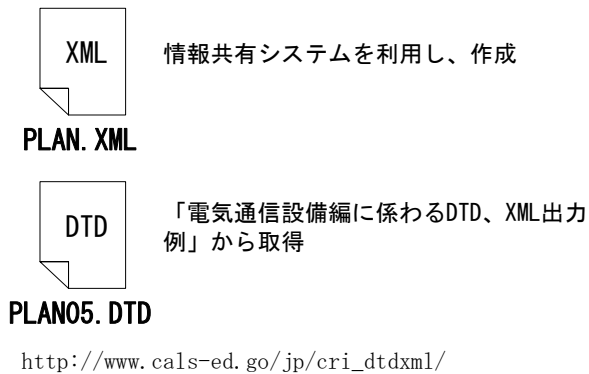 XML
情報共有システムを利用し、作成
PLAN.XML
DTD
「電気通信設備編に係わるDTD、XML出力
例」から取得
PLAN05.DTD
http://www.cals-ed.go/jp/cri_dtdxml/